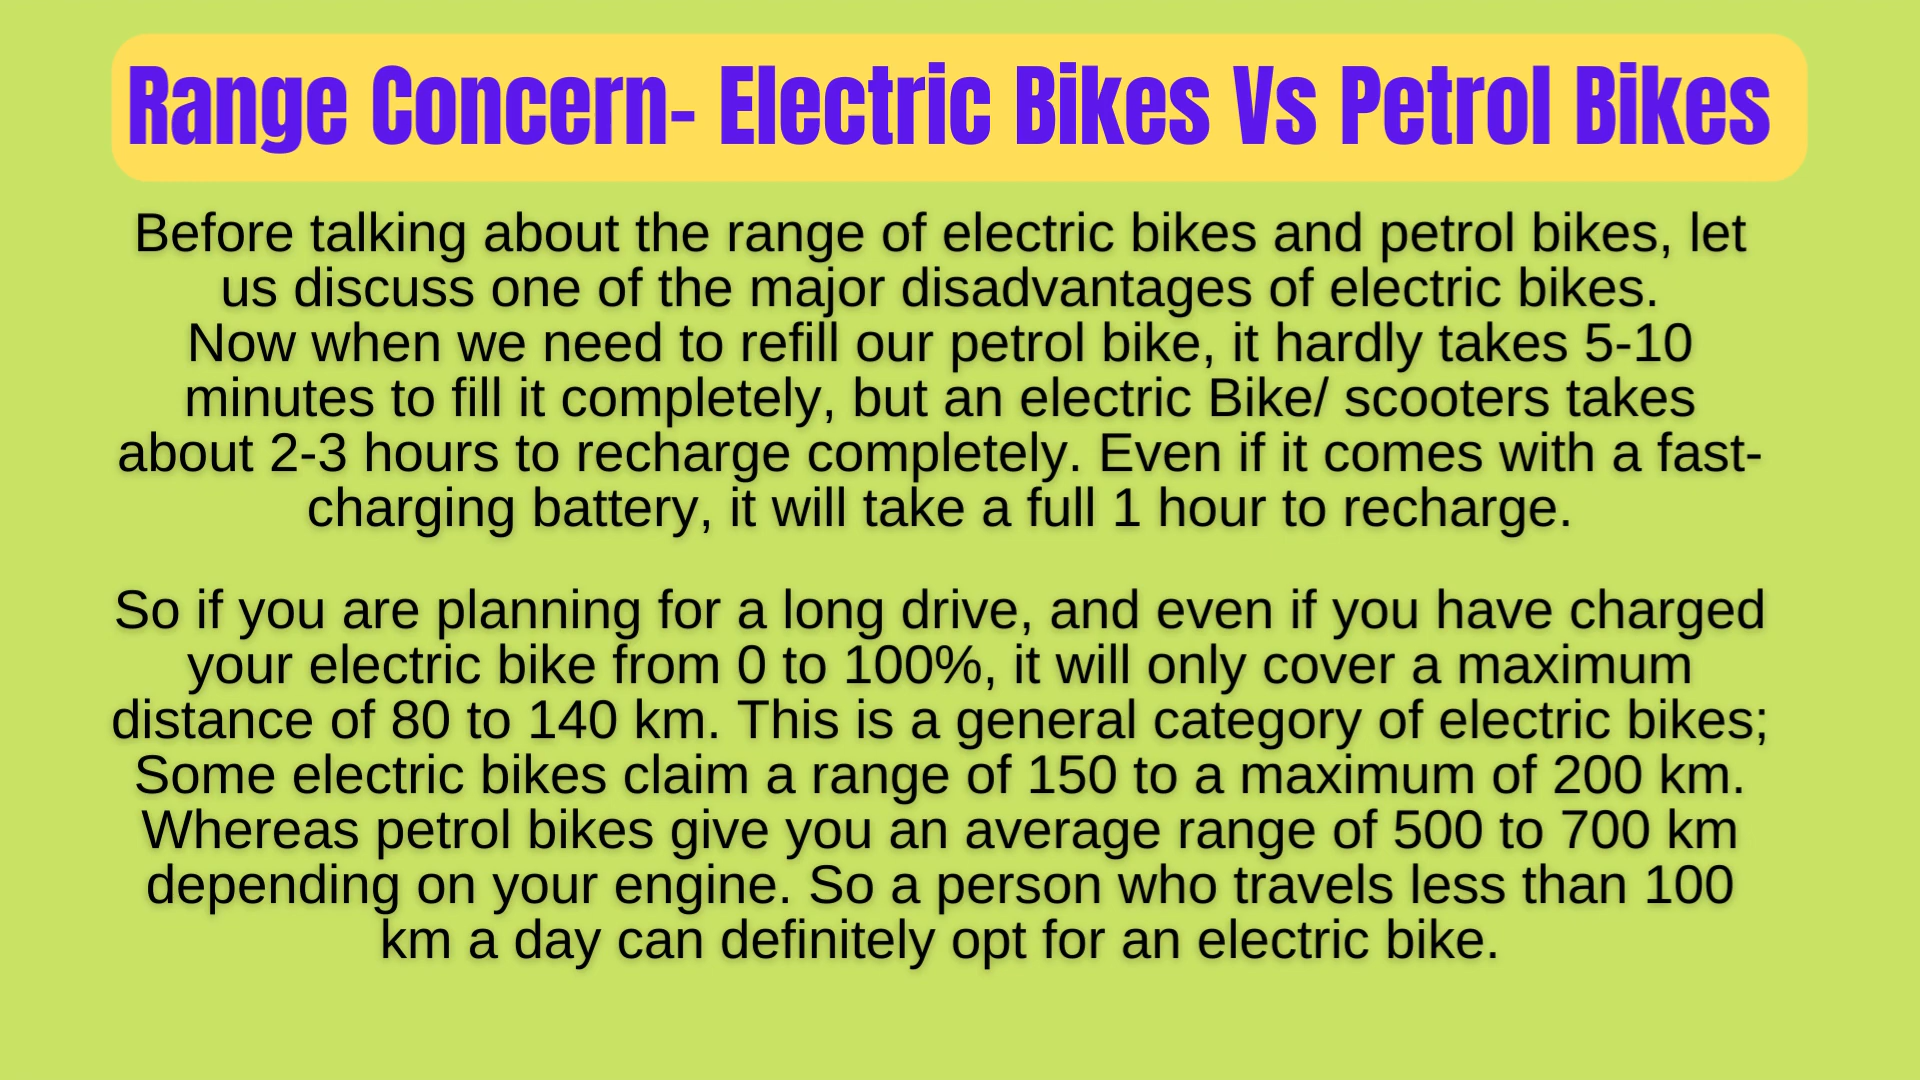 Range Concern- Electric Bikes Vs Petrol Bikes
Before talking about the range of electric bikes and petrol bikes, let
us discuss one of the major disadvantages of electric bikes.
Now when we need to refill our petrol bike, it hardly takes 5-10
minutes to fill it completely, but an electric Bike/ scooters takes
about 2-3 hours to recharge completely. Even if it comes with a fast-
charging battery, it will take a full 1 hour to recharge.
So if you are planning for a long drive, and even if you have charged
your electric bike from 0 to 100%, it will only cover a maximum
distance of 80 to 140 km. This is a general category of electric bikes;
Some electric bikes claim a range of 150 to a maximum of 200 km.
Whereas petrol bikes give you an average range of 500 to 700 km
depending on your engine. So a person who travels less than 100
km a day can definitely opt for an electric bike.